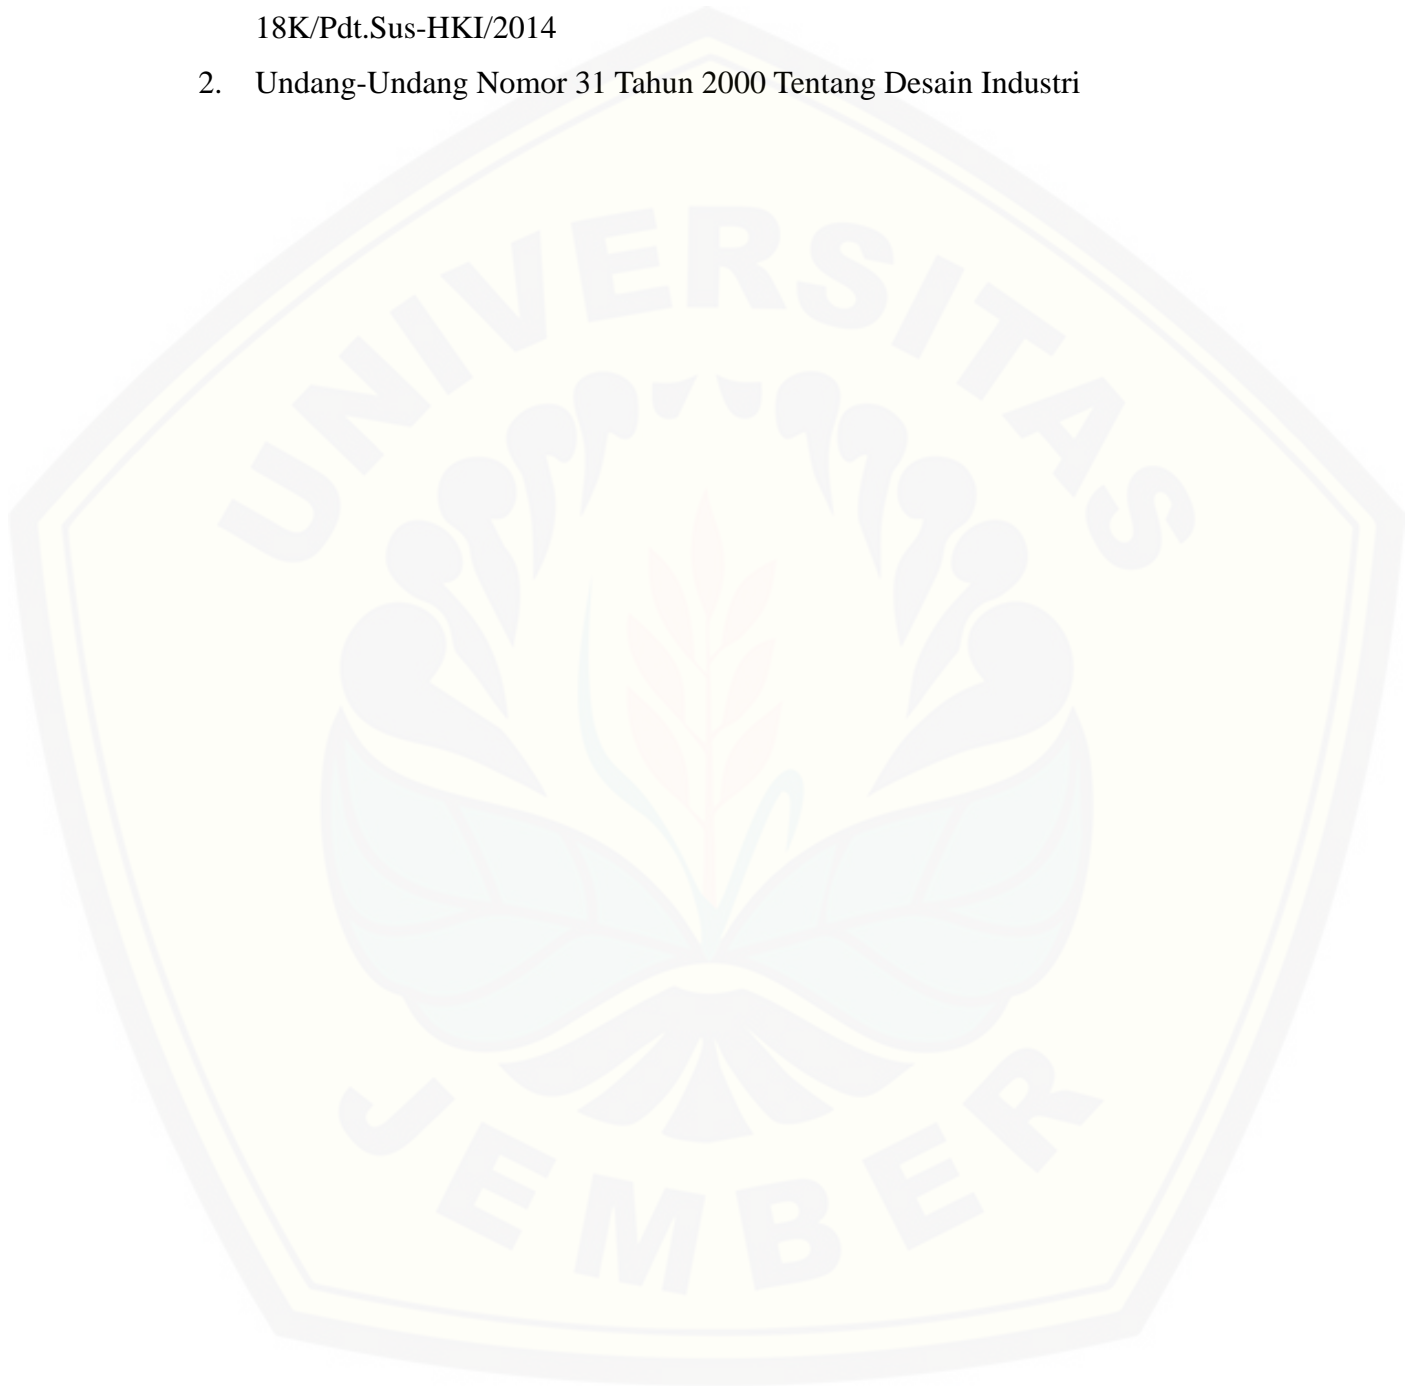 18K/Pdt.Sus-HKI/2014
2. Undang-Undang Nomor 31 Tahun 2000 Tentang Desain Industri
UNIVERSITAS
JEMBER